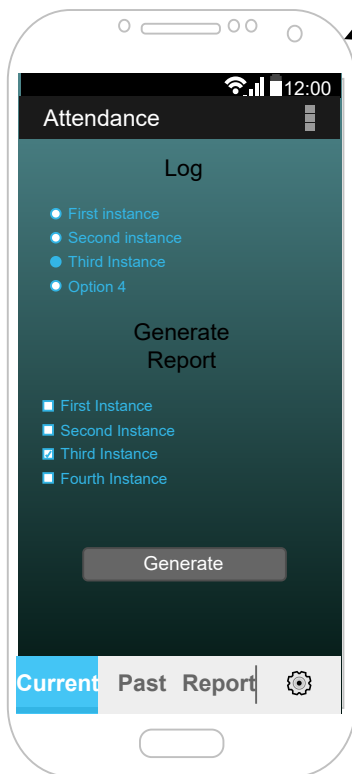 12:00
Attendance
Log
First instance
Second instance
Third Instance
Option 4
Generate
Report
First Instance
Second Instance
Third Instance
Fourth Instance
Generate
Current Past Report